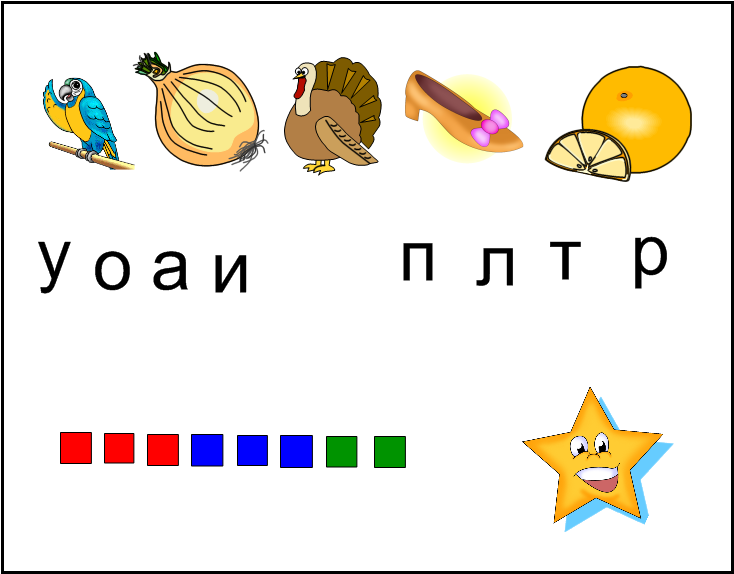 у о а и п л т р